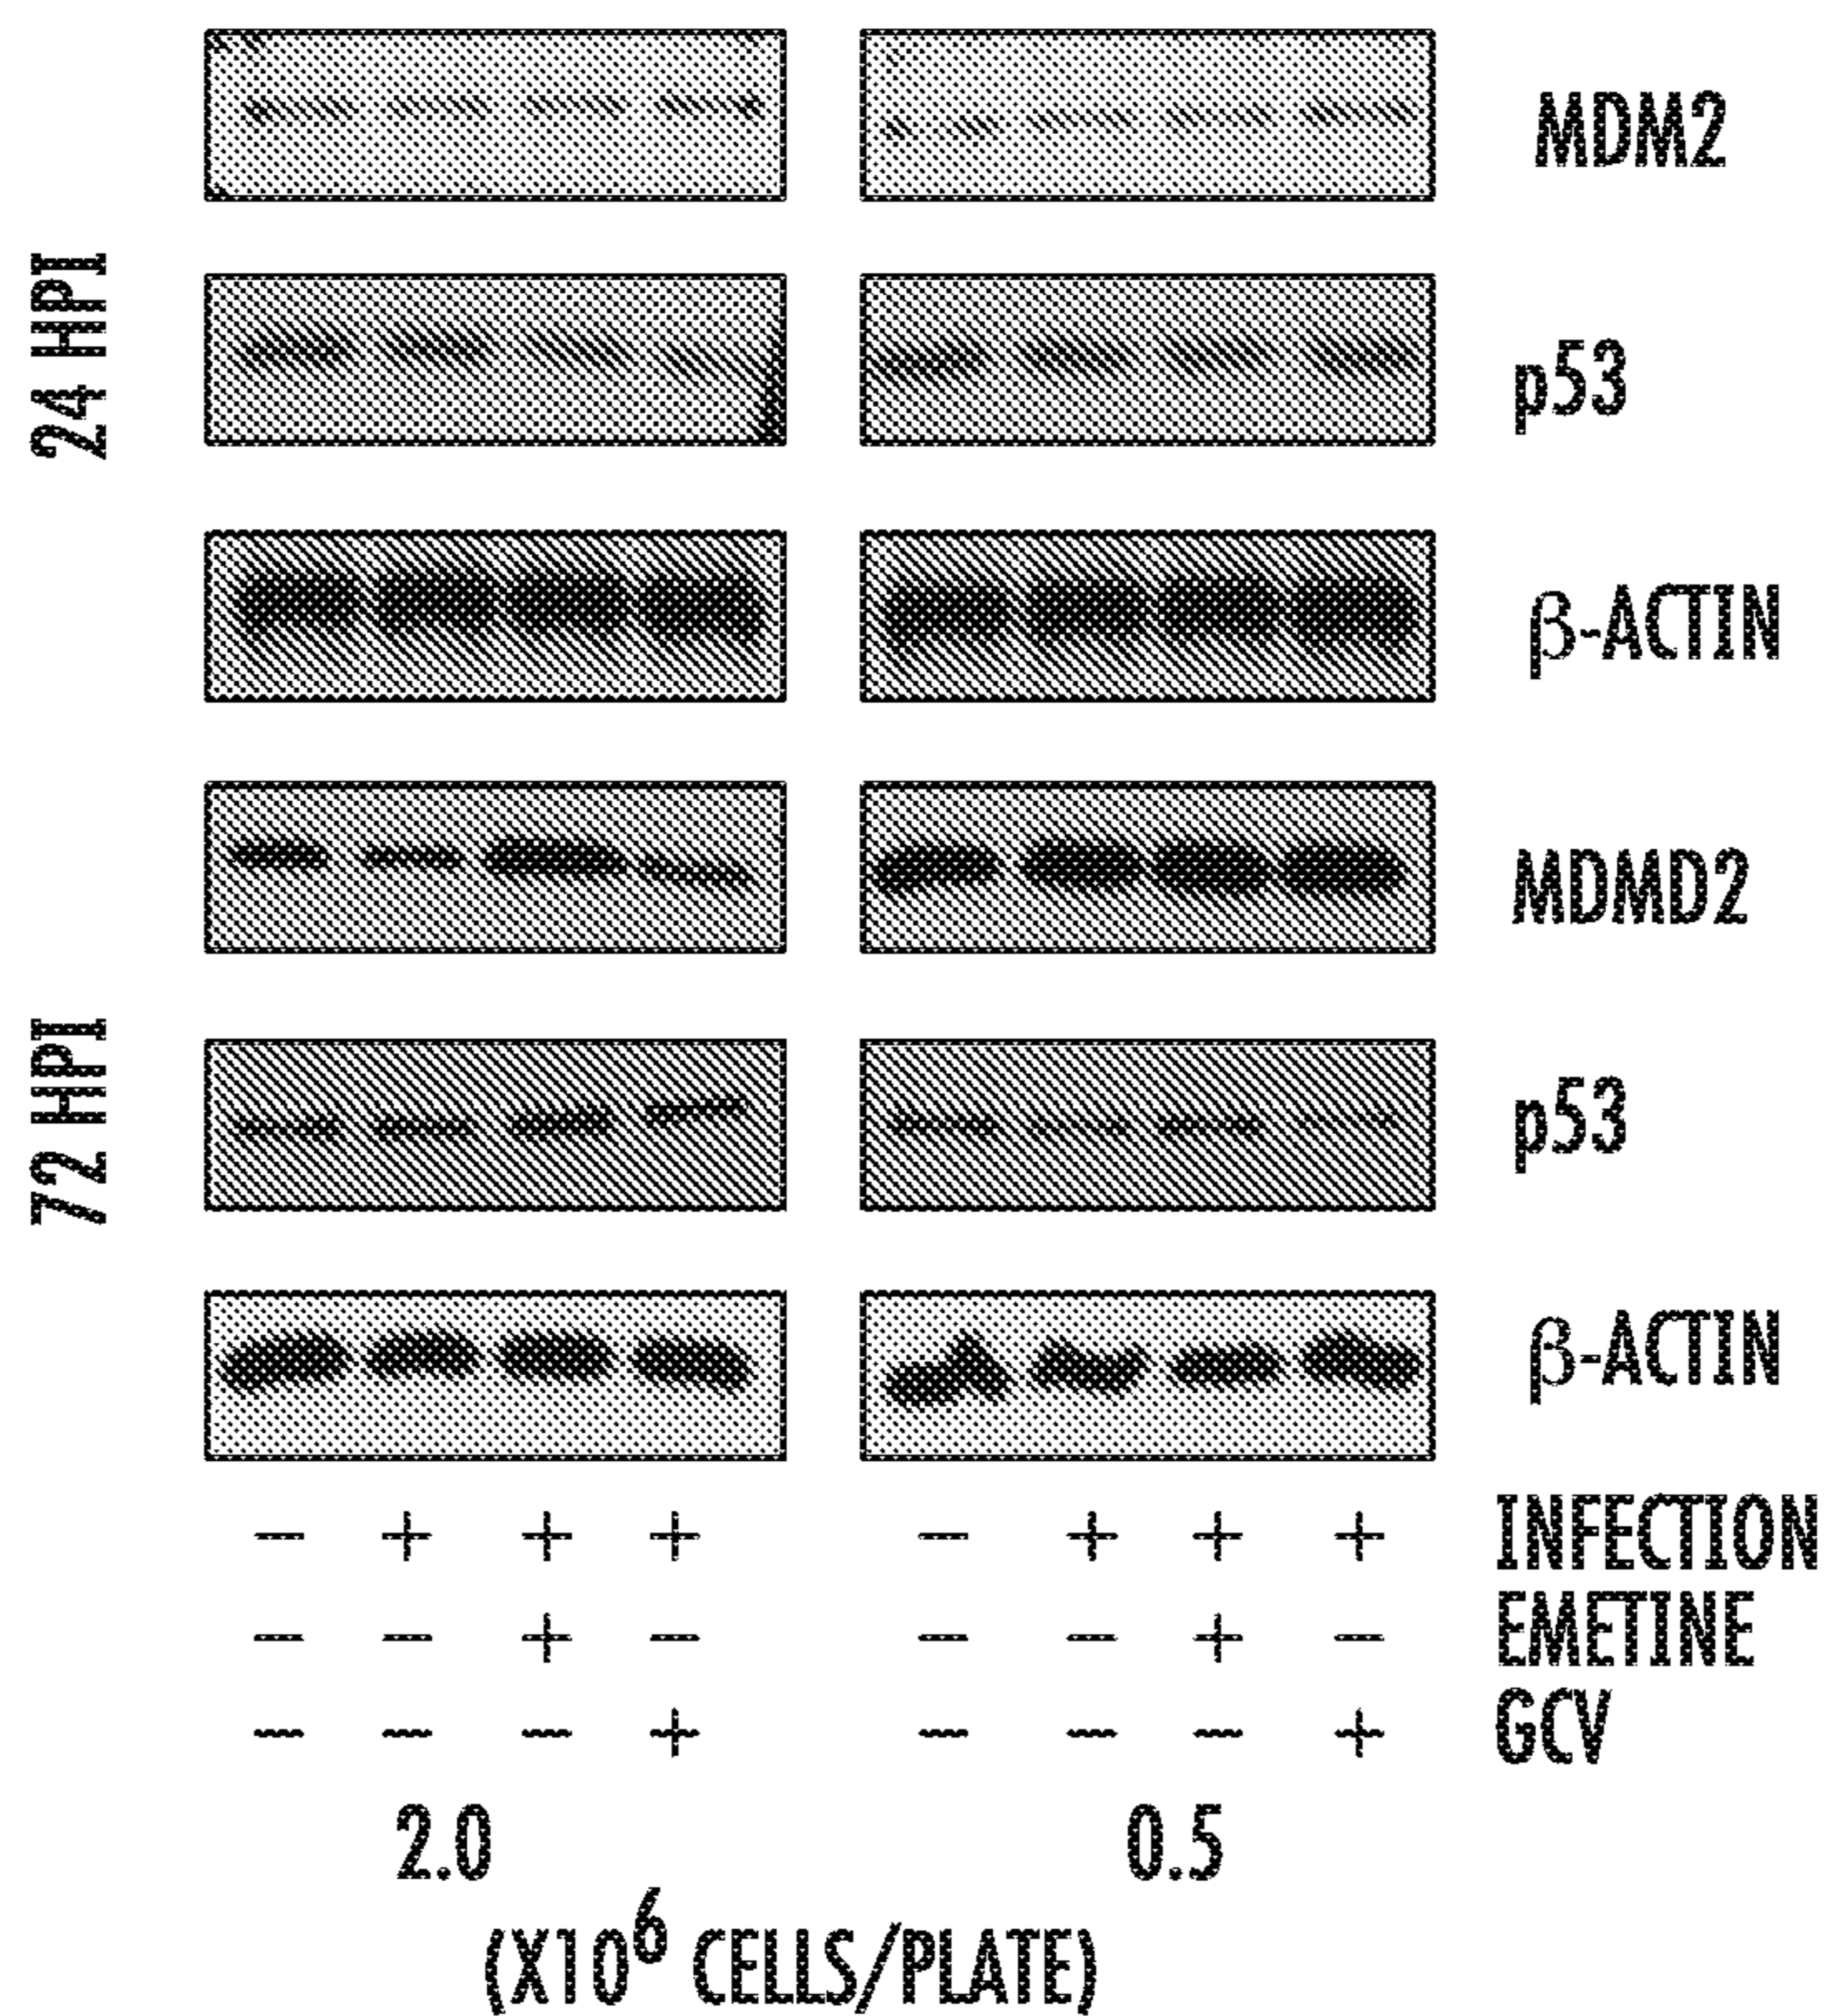 MDM2
24 HPI
p53
β-ACTIN
MDMD2
72 HPI
p53
β-ACTIN
− + + + − + + + INFECTION
− − + − − − + − EMETINE
− − − + − − − + GCV
2.0 0.5
(X10⁶ CELLS/PLATE)